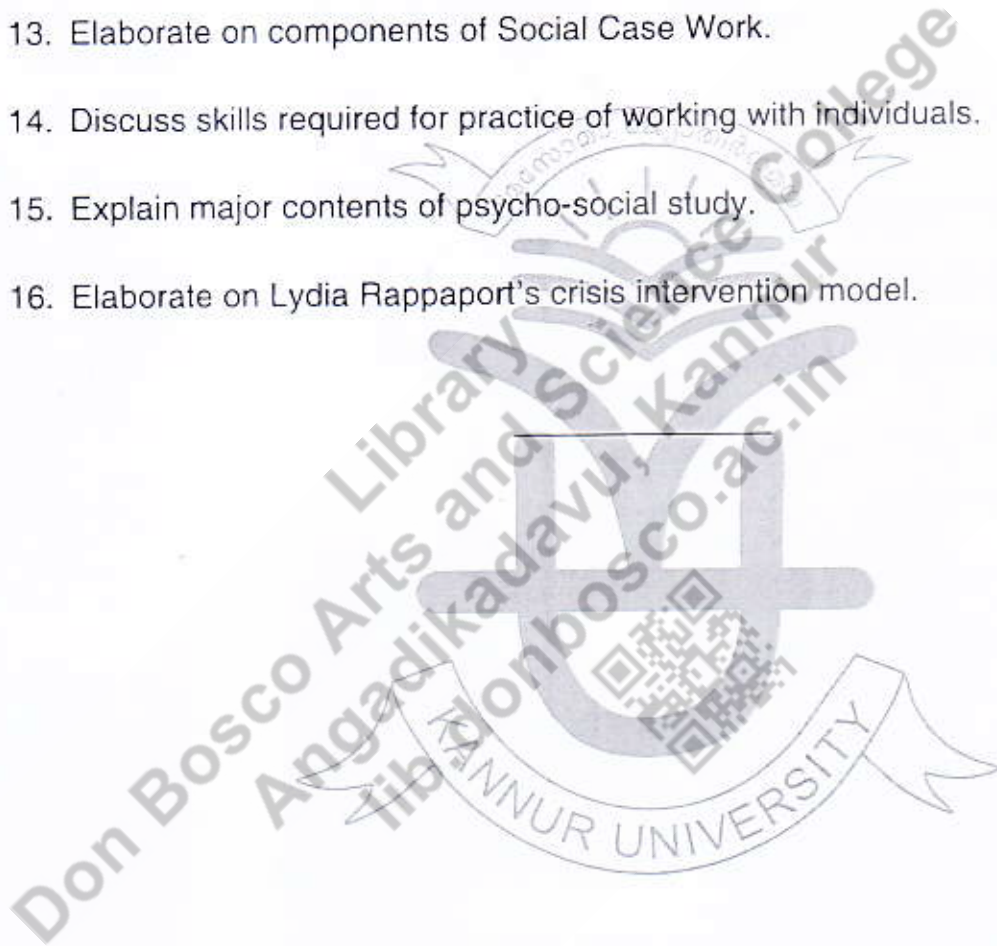 13. Elaborate on components of Social Case Work.
14. Discuss skills required for practice of working with individuals.
15. Explain major contents of psycho-social study.
16. Elaborate on Lydia Rappaport's crisis intervention model.
Library
Don Bosco Arts and Science College
Angadikadavu, Kannur
lib.donbosco.ac.in
KANNUR UNIVERSITY